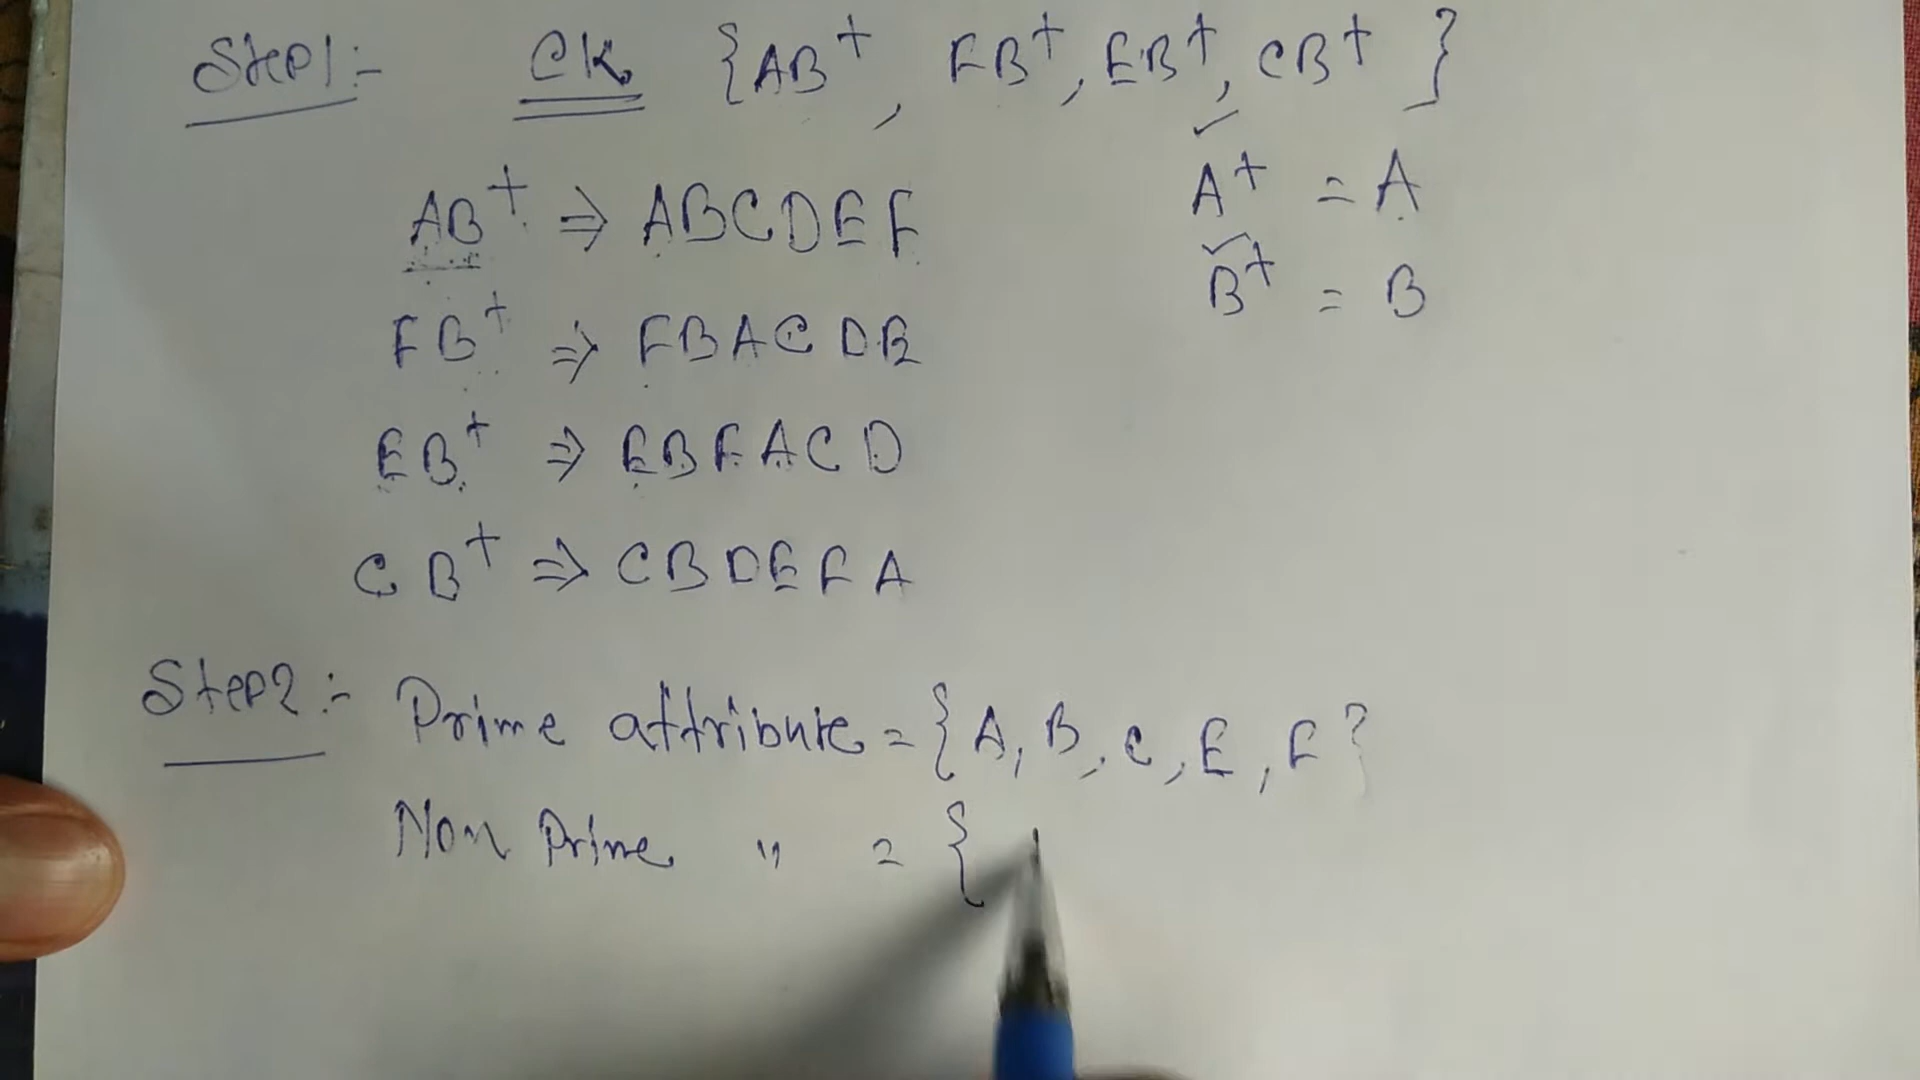 Step1:- CK {AB+, FB+, EB+, CB+ }
AB+ ⇒ ABCDEF
A+ = A
B+ = B
FB+ ⇒ FBACDE
EB+ ⇒ EBFACD
CB+ ⇒ CBDEFA
Step2:- Prime attribute = {A, B, C, E, F}
Non Prime " = {